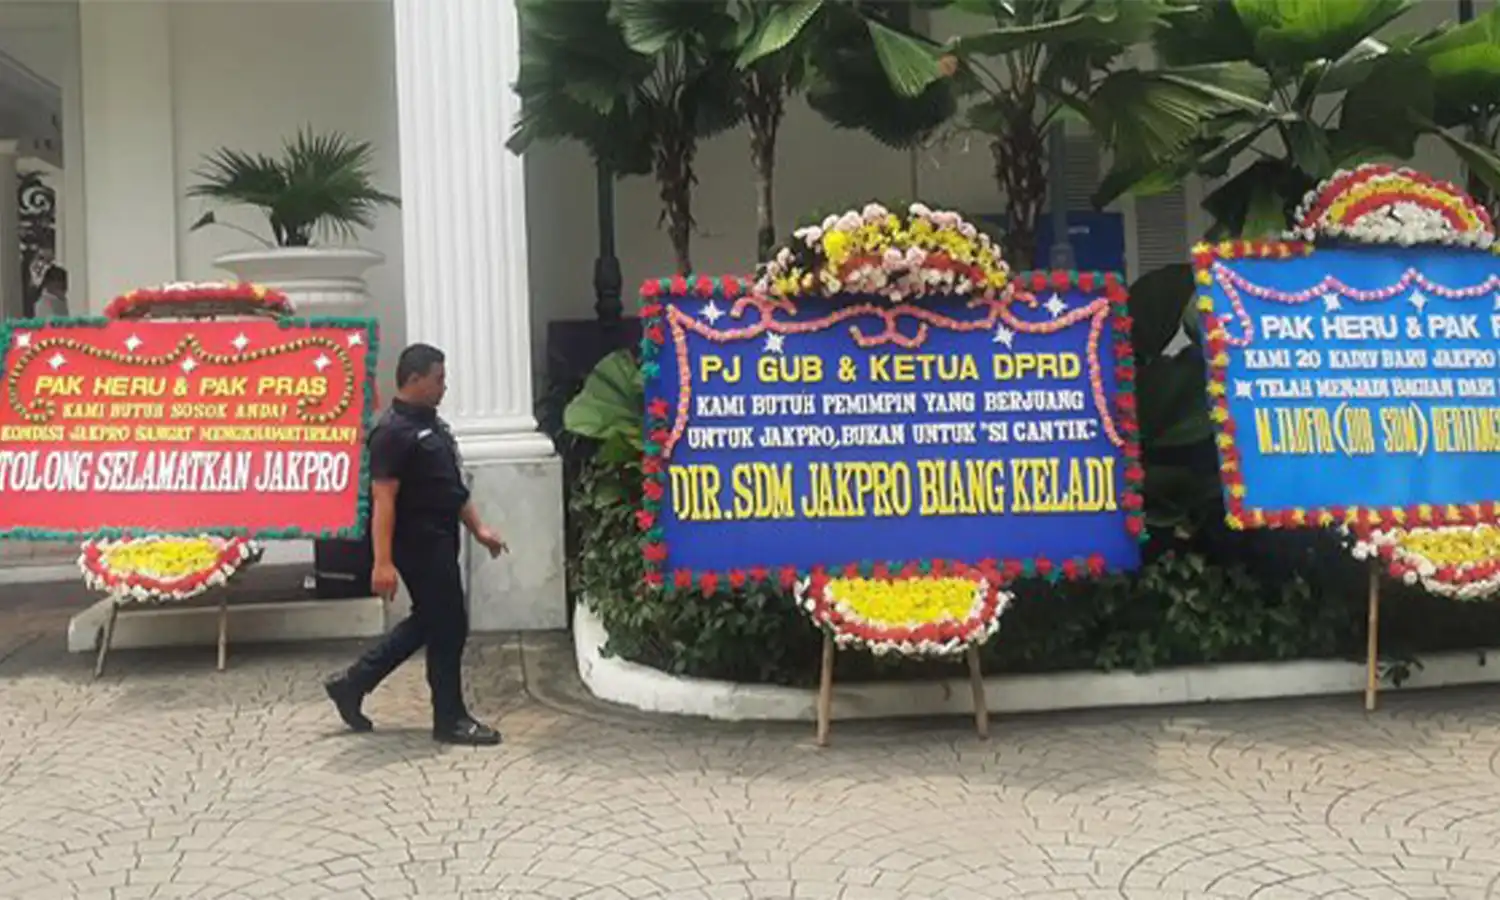 PAK HERU & PAK PRAS
KAMI BUTUH SOSOK ANDA!
KONDISI JAKPRO SANGAT MENGKHAWATIRKAN!
TOLONG SELAMATKAN JAKPRO
PJ GUB & KETUA DPRD
KAMI BUTUH PEMIMPIN YANG BERJUANG
UNTUK JAKPRO, BUKAN UNTUK "SI CANTIK".
DIR. SDM JAKPRO BIANG KELADI
PAK HERU & PAK P
KAMI 20 KADIV BARU JAKPRO
TELAH MENJADI BAGIAN DARI
M. TAUFIQ (DIR SDM)